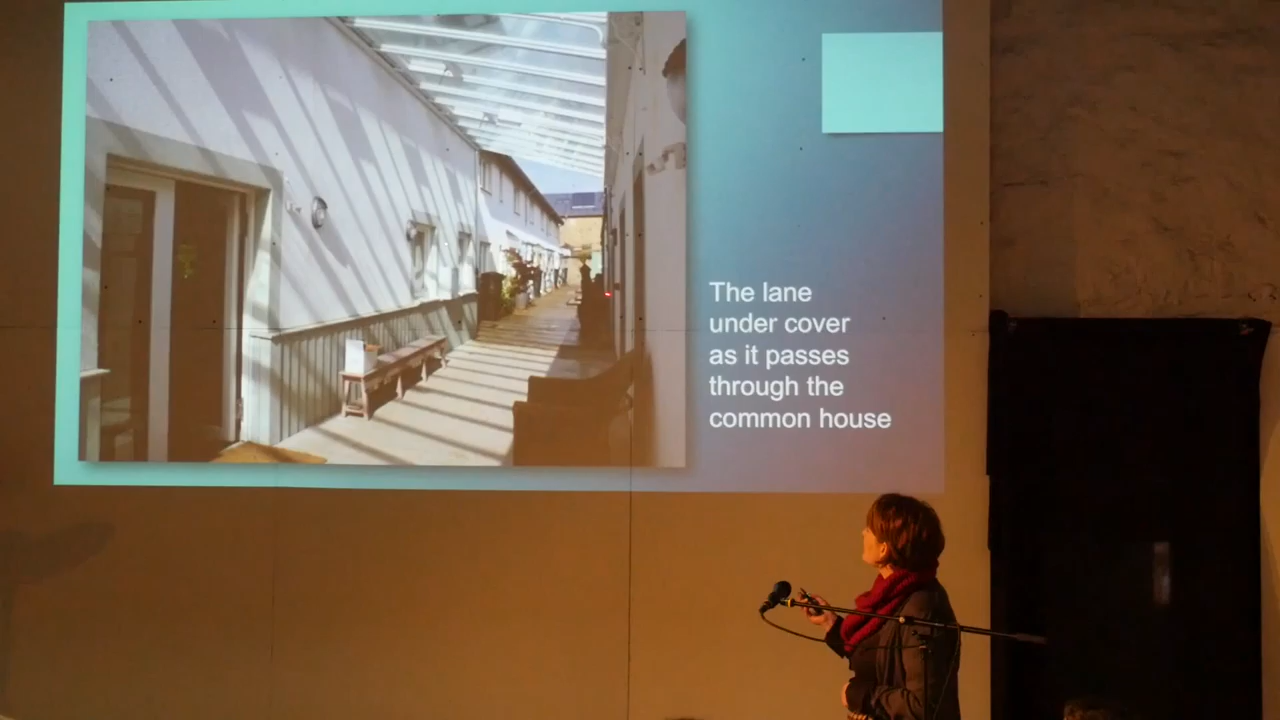 The lane
under cover
as it passes
through the
common house